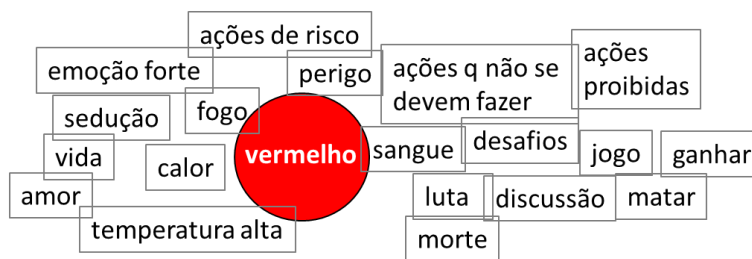 ações de risco
emoção forte
perigo
ações q não se
devem fazer
ações
proibidas
sedução
fogo
vermelho
sangue
desafios
jogo
ganhar
vida
calor
amor
luta
discussão
matar
temperatura alta
morte